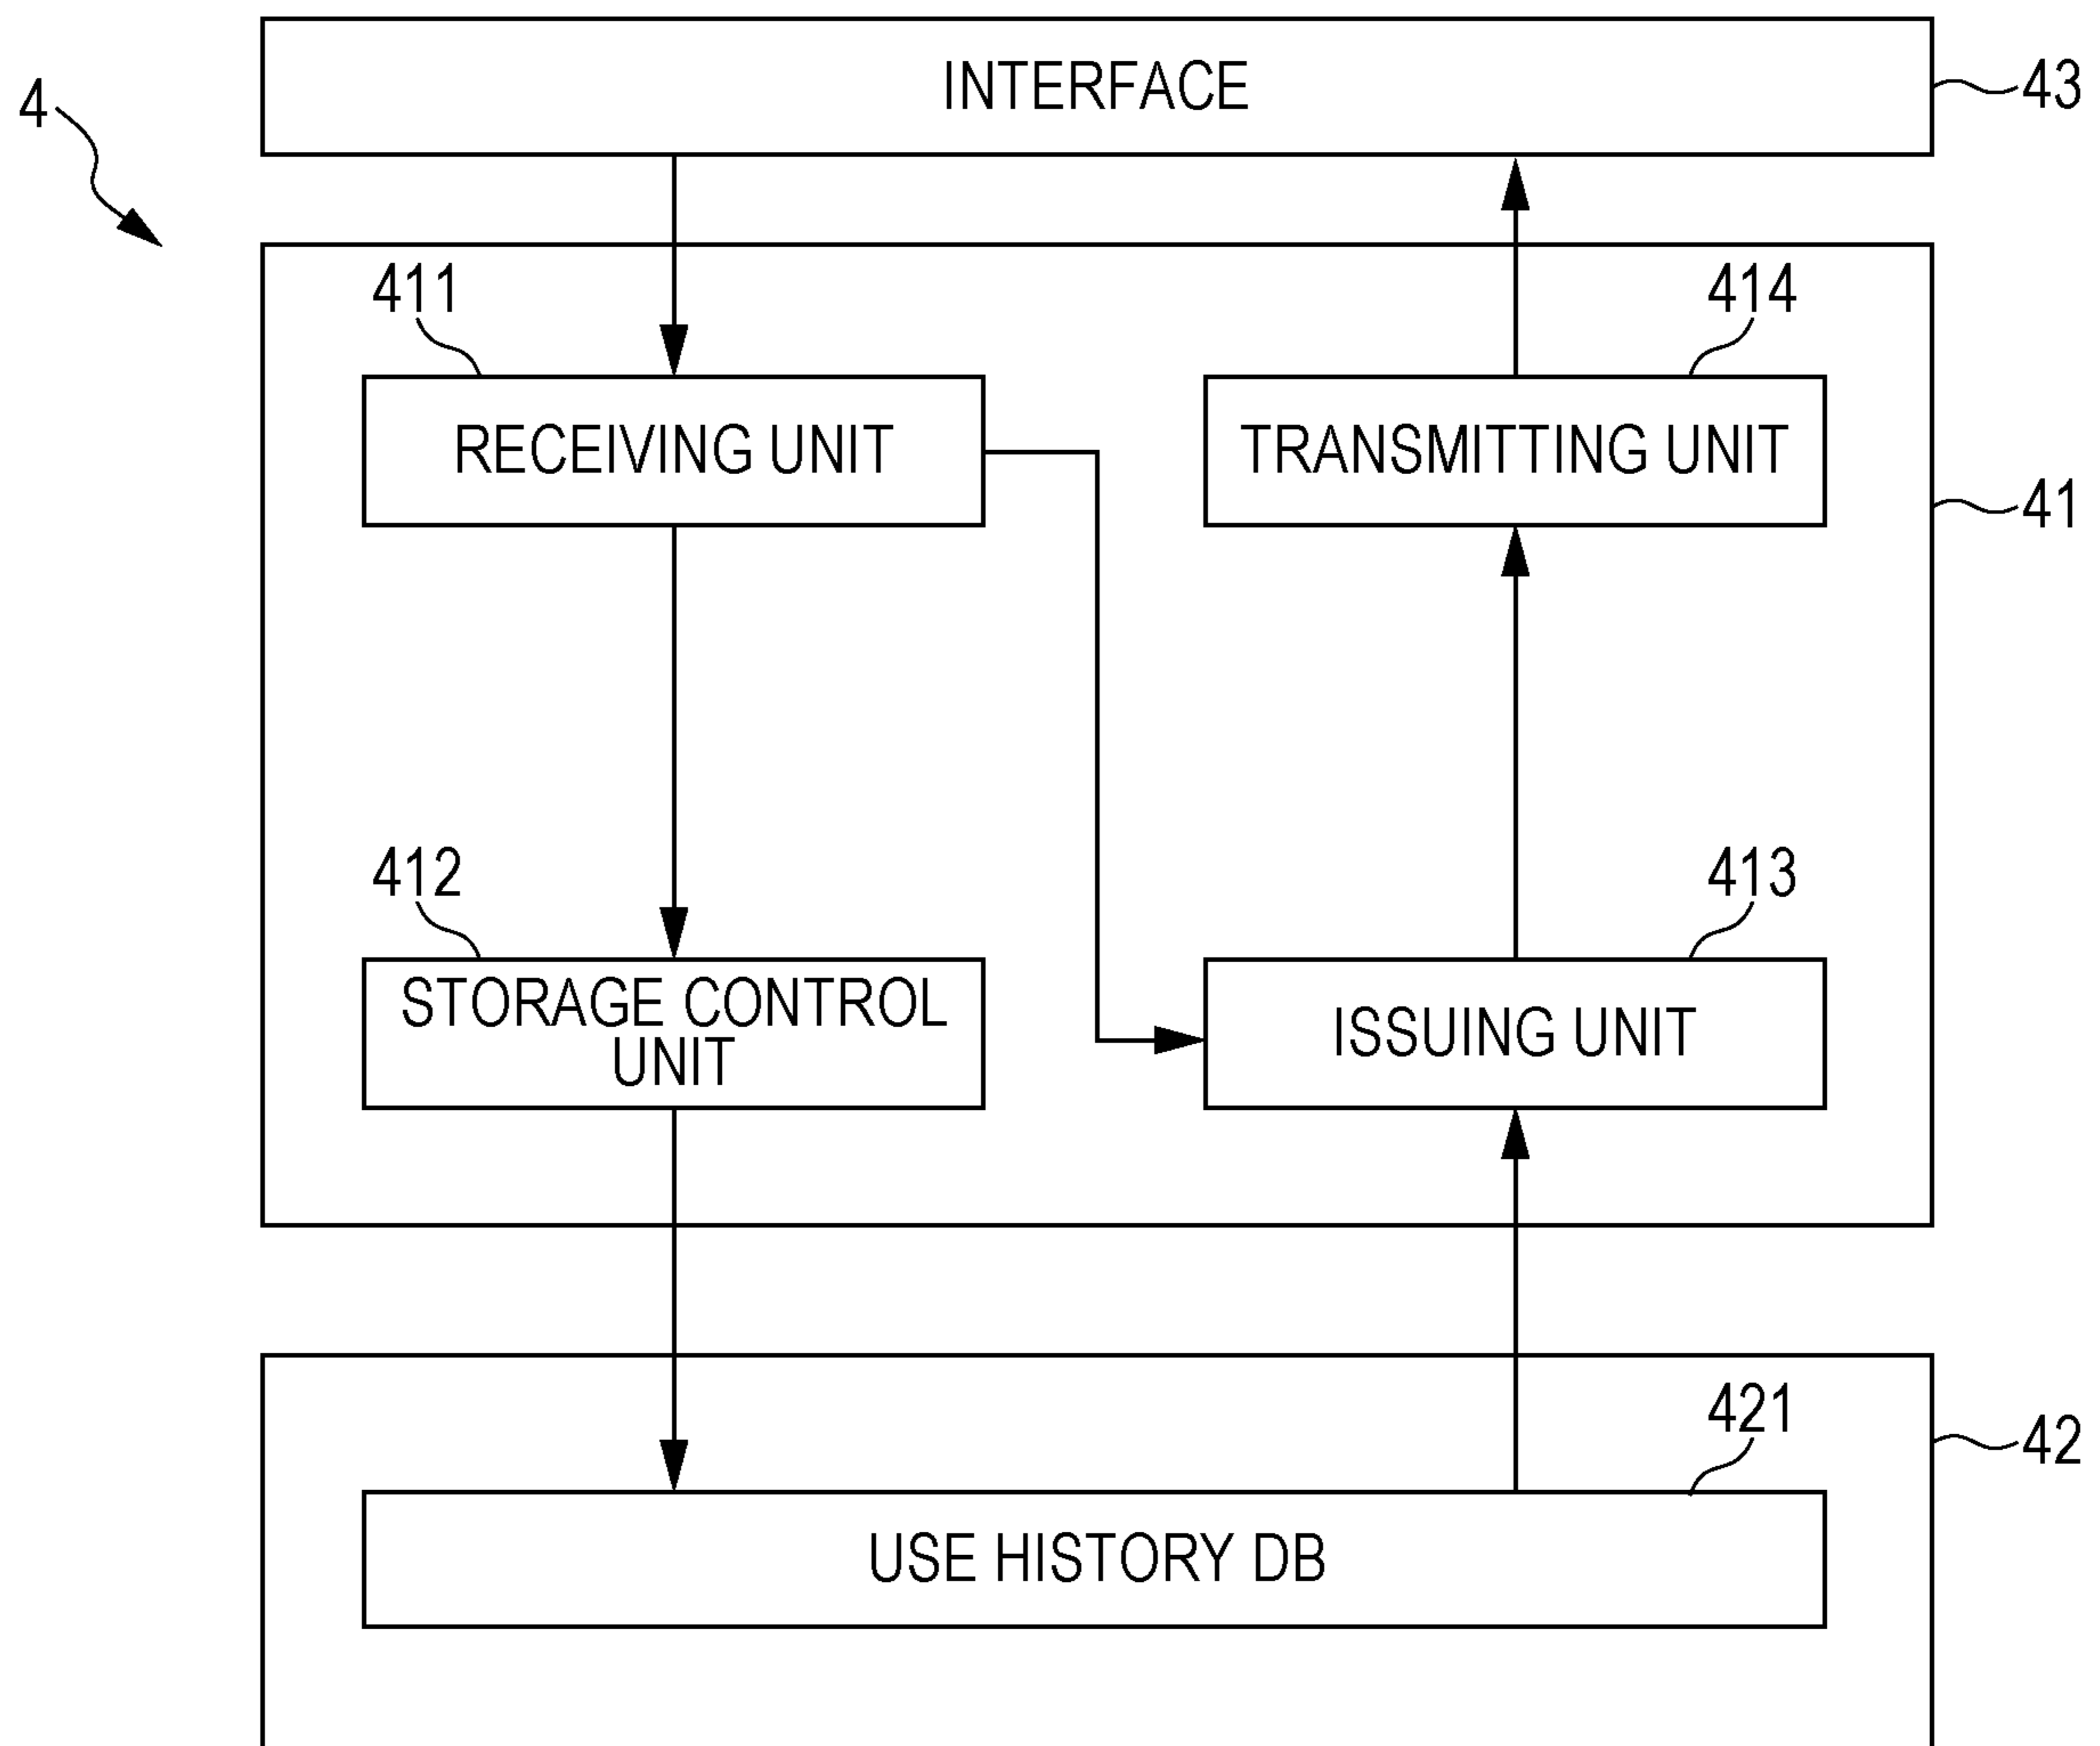 INTERFACE
43
4
411
414
RECEIVING UNIT
TRANSMITTING UNIT
41
412
413
STORAGE CONTROL
UNIT
ISSUING UNIT
421
42
USE HISTORY DB